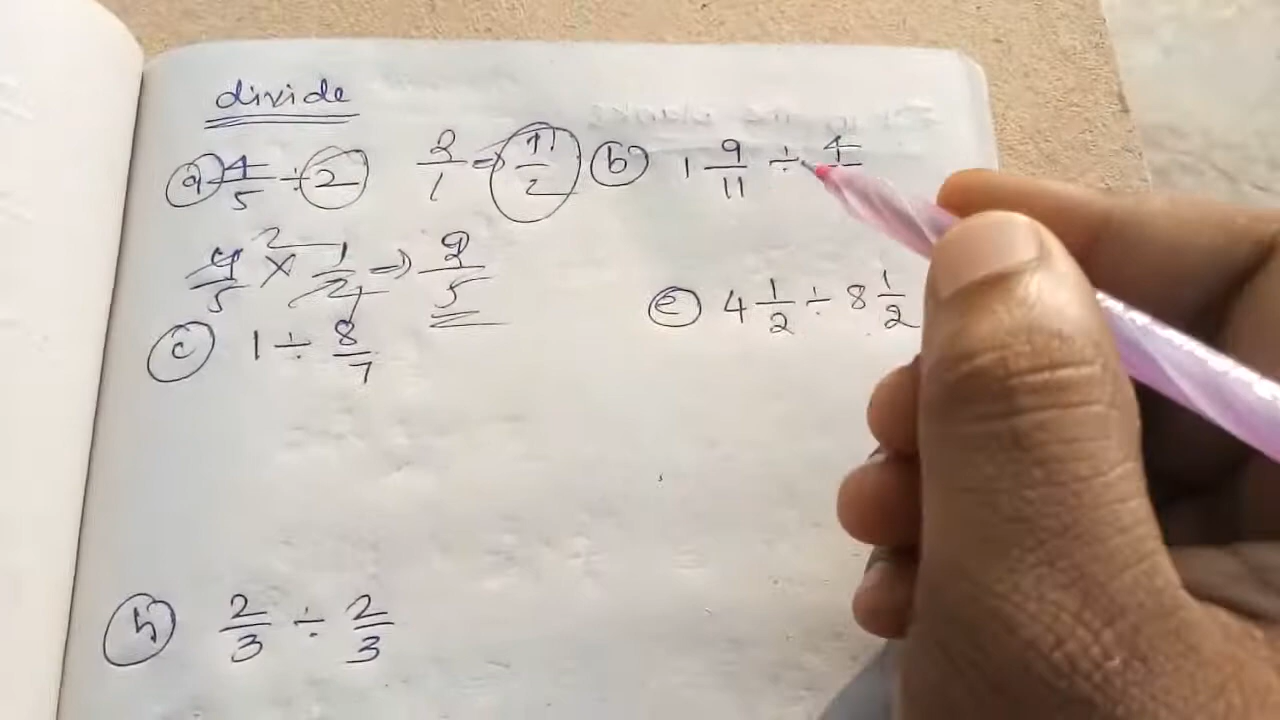 divide
(a) 4/5 ÷ 2 2/1 ⇒ 1/2 (b) 1 9/11 ÷ 4/
4/5 × 1/2 ⇒ 2/5
(c) 1 ÷ 8/7 (e) 4 1/2 ÷ 8 1/2
2/3 ÷ 2/3